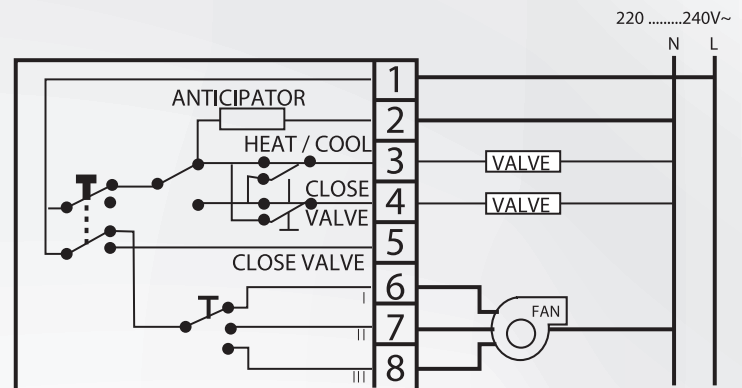 220 .........240V~
N L
1
ANTICIPATOR
2
HEAT / COOL
3
VALVE
CLOSE
4
VALVE
VALVE
5
CLOSE VALVE
6
I
FAN
7
II
8
III